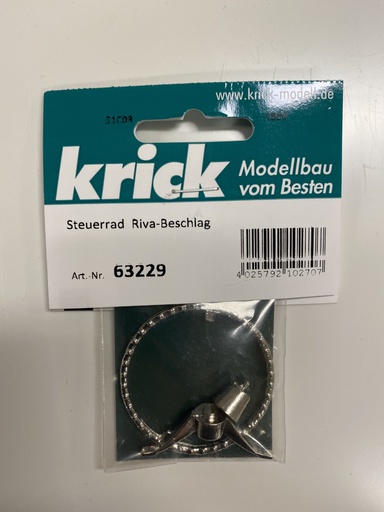 www.krick-modell.de
krick
Modellbau
vom Besten
Steuerrad Riva-Beschlag
Art.-Nr. 63229
4 025792 102707